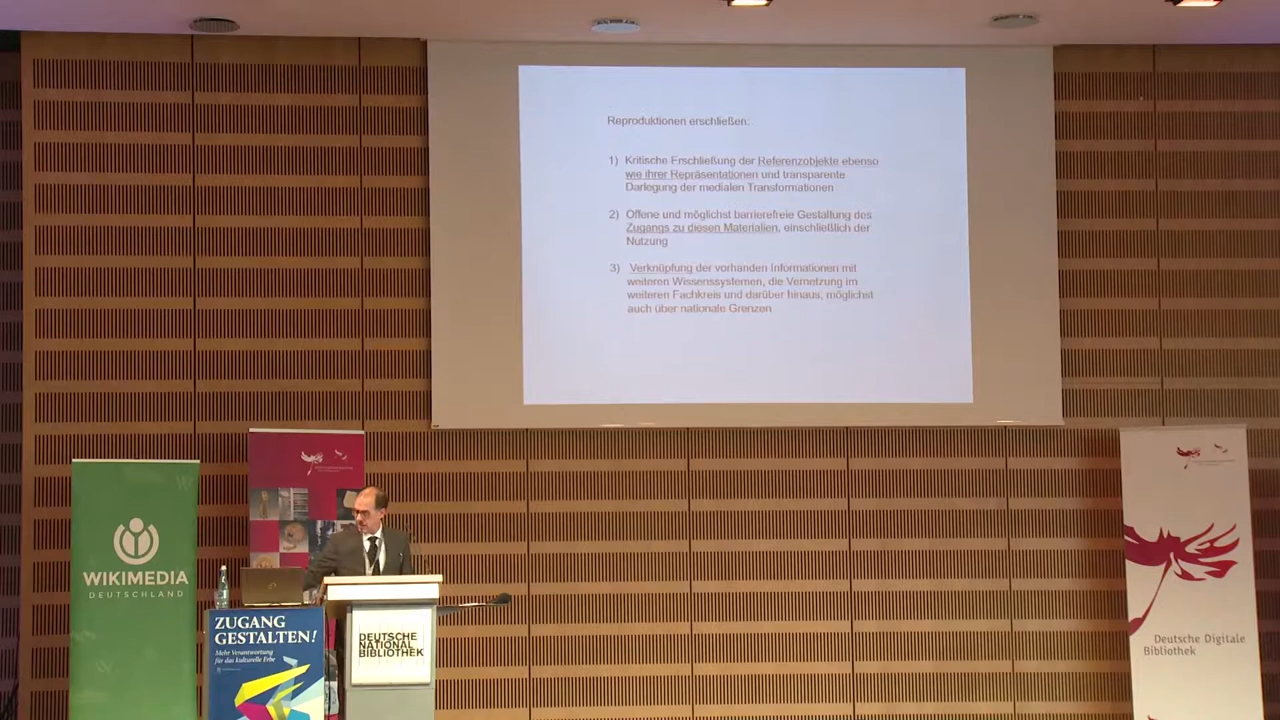 Reproduktionen erschließen:
1) Kritische Erschließung der Referenzobjekte ebenso
wie ihrer Repräsentationen und transparente
Darlegung der medialen Transformationen
2) Offene und möglichst barrierefreie Gestaltung des
Zugangs zu diesen Materialien, einschließlich der
Nutzung
3) Verknüpfung der vorhanden Informationen mit
weiteren Wissenssystemen, die Vernetzung im
weiteren Fachkreis und darüber hinaus, möglichst
auch über nationale Grenzen
WIKIMEDIA
DEUTSCHLAND
ZUGANG
GESTALTEN!
Mehr Verantwortung
für das kulturelle Erbe
DEUTSCHE
NATIONAL
BIBLIOTHEK
Deutsche Digitale
Bibliothek